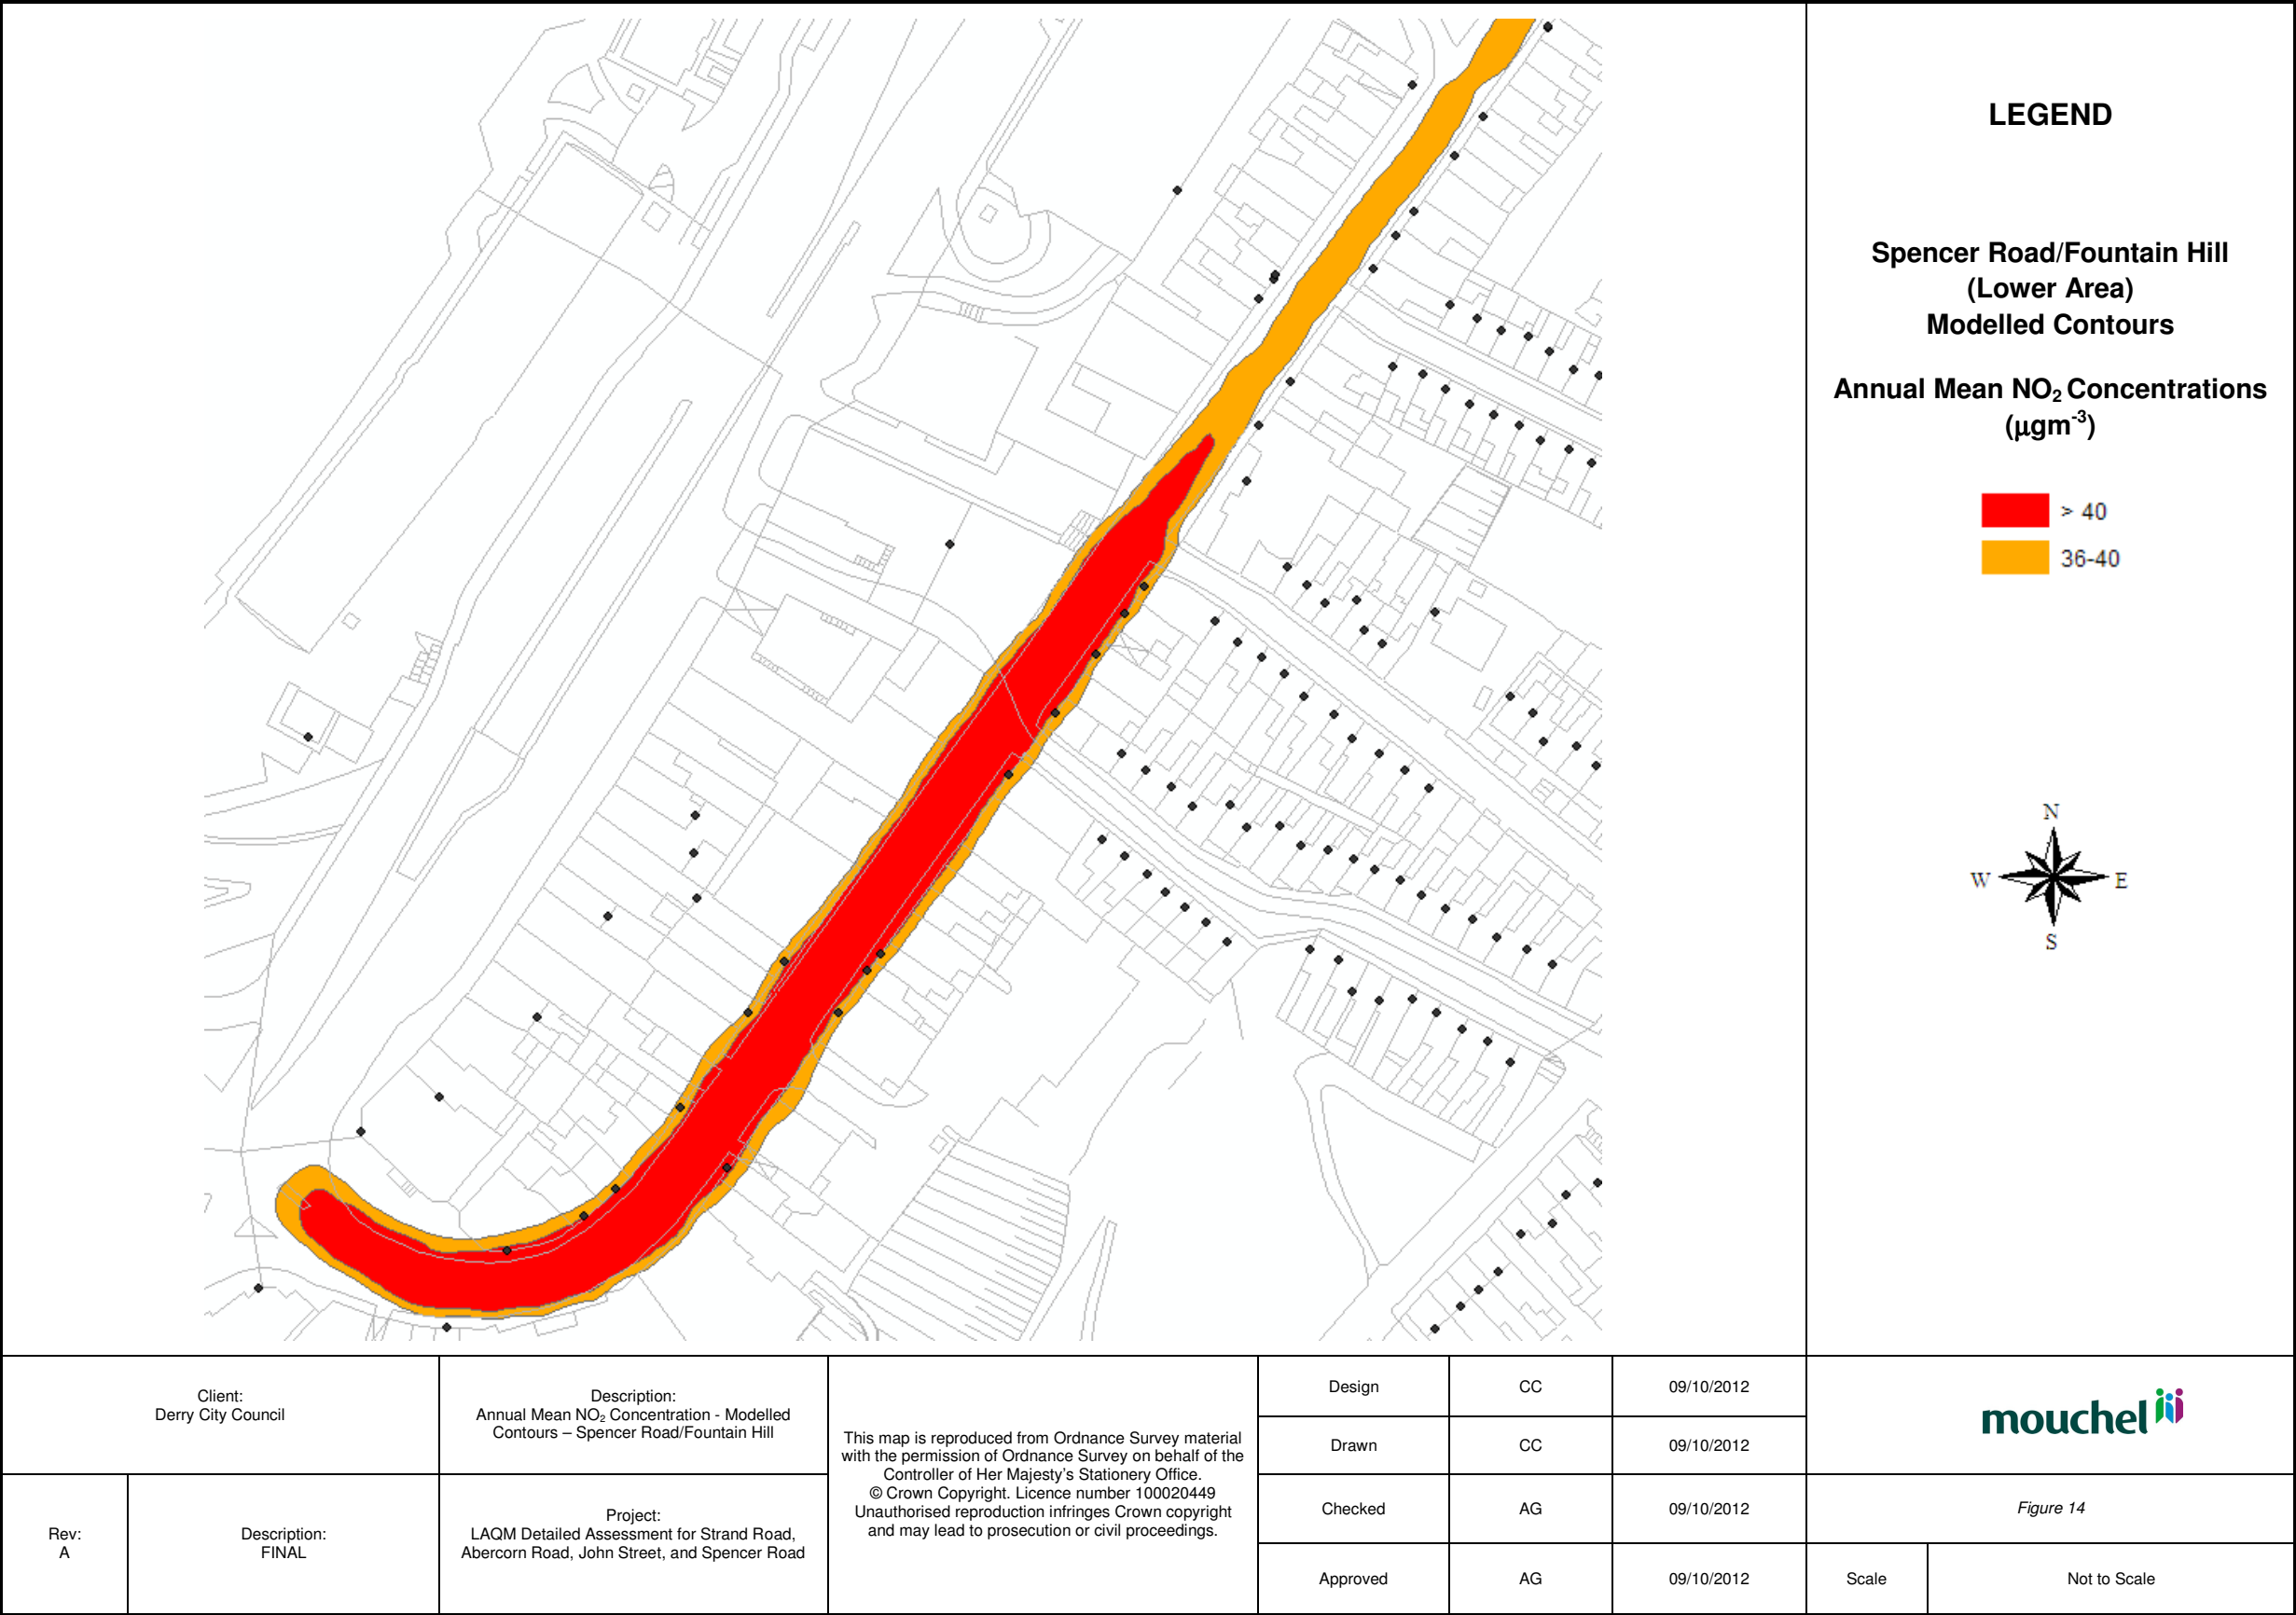 LEGEND
Spencer Road/Fountain Hill
(Lower Area)
Modelled Contours
Annual Mean NO₂ Concentrations
(µgm⁻³)
> 40
36-40
N
W
E
S
Client:
Derry City Council
Description:
Annual Mean NO₂ Concentration - Modelled
Contours – Spencer Road/Fountain Hill
Rev:
A
Description:
FINAL
Project:
LAQM Detailed Assessment for Strand Road,
Abercorn Road, John Street, and Spencer Road
This map is reproduced from Ordnance Survey material
with the permission of Ordnance Survey on behalf of the
Controller of Her Majesty's Stationery Office.
© Crown Copyright. Licence number 100020449
Unauthorised reproduction infringes Crown copyright
and may lead to prosecution or civil proceedings.
Design CC 09/10/2012
Drawn CC 09/10/2012
Checked AG 09/10/2012
Approved AG 09/10/2012
mouchel
Figure 14
Scale Not to Scale